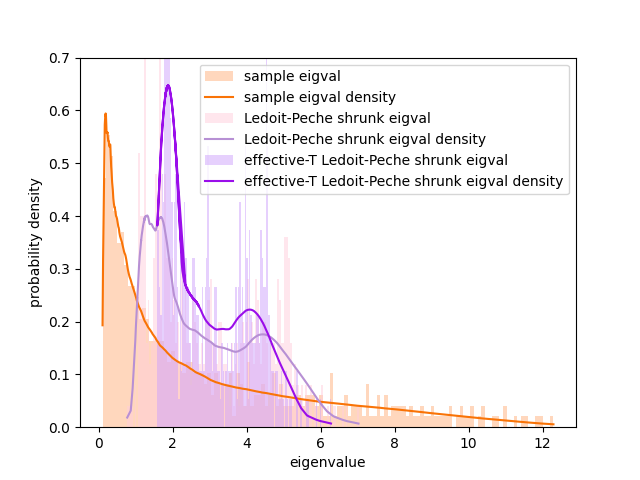 0.7
0.6
0.5
0.4
0.3
0.2
0.1
0.0
probability density
sample eigval
sample eigval density
Ledoit-Peche shrunk eigval
Ledoit-Peche shrunk eigval density
effective-T Ledoit-Peche shrunk eigval
effective-T Ledoit-Peche shrunk eigval density
0 2 4 6 8 10 12
eigenvalue